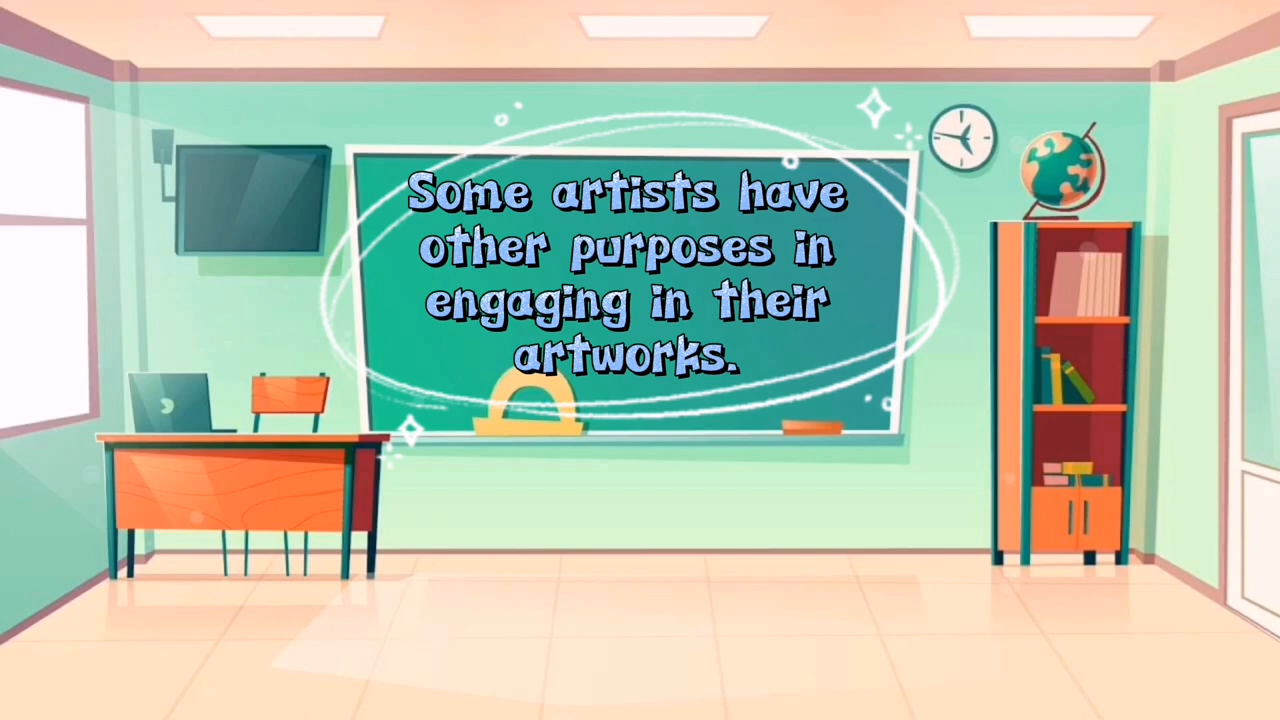 Some artists have
other purposes in
engaging in their
artworks.